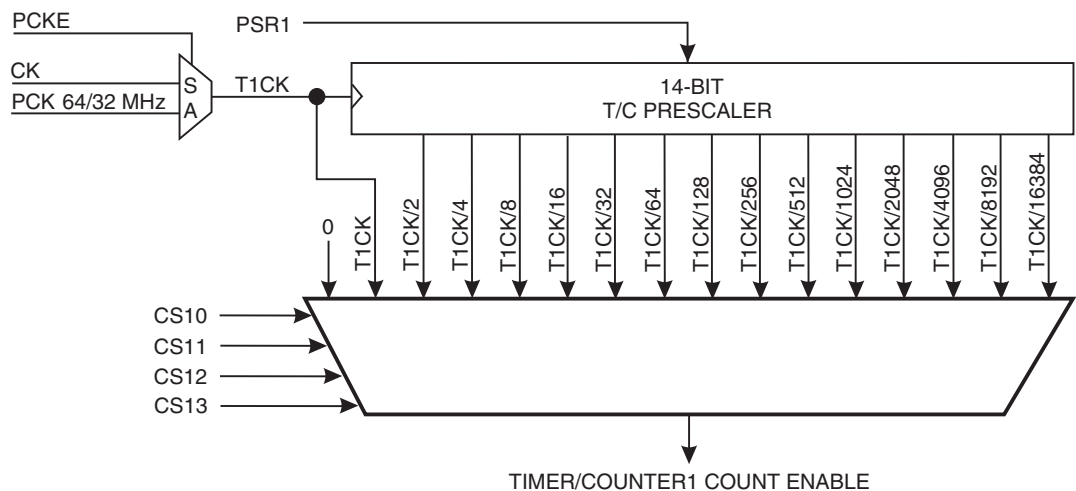 PCKE
PSR1
CK
PCK 64/32 MHz
S
A
T1CK
14-BIT
T/C PRESCALER
0
T1CK
T1CK/2
T1CK/4
T1CK/8
T1CK/16
T1CK/32
T1CK/64
T1CK/128
T1CK/256
T1CK/512
T1CK/1024
T1CK/2048
T1CK/4096
T1CK/8192
T1CK/16384
CS10
CS11
CS12
CS13
TIMER/COUNTER1 COUNT ENABLE